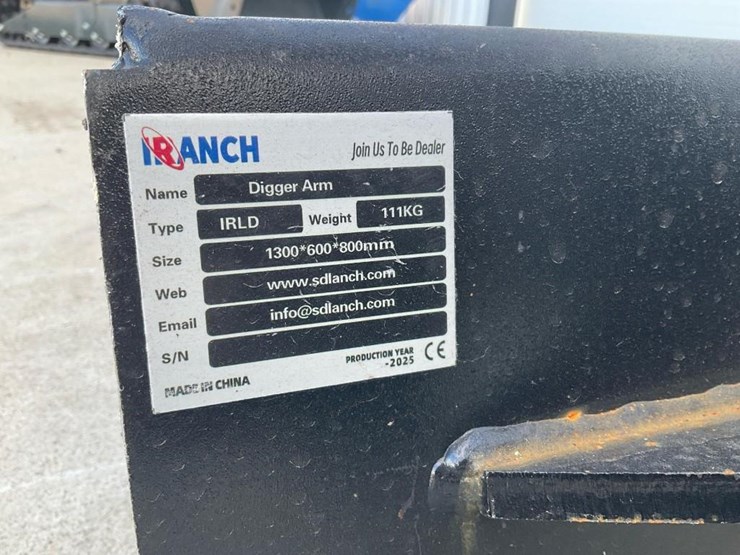 IRANCH
Join Us To Be Dealer
Name Digger Arm
Type IRLD Weight 111KG
Size 1300*600*800mm
Web www.sdlanch.com
Email info@sdlanch.com
S/N
PRODUCTION YEAR
-2025
CE
MADE IN CHINA